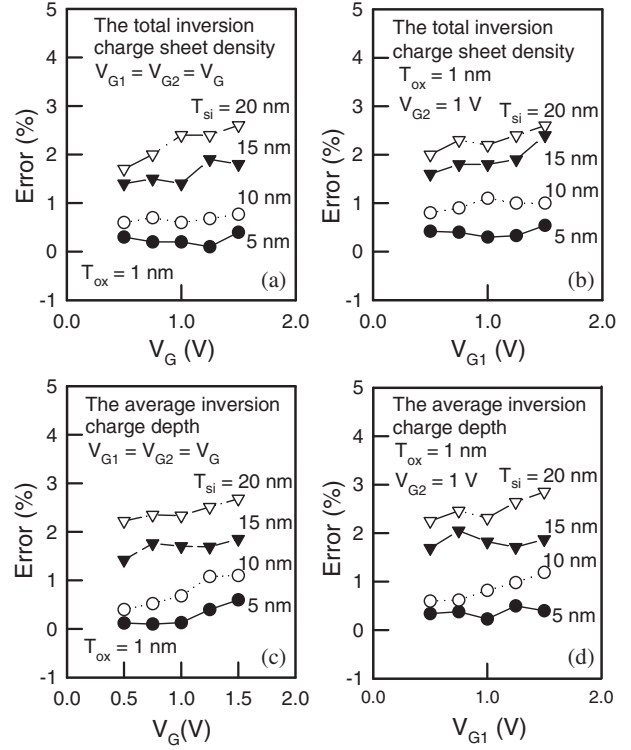 5
4
3
2
1
0
-1
Error (%)
The total inversion
charge sheet density
V_G1 = V_G2 = V_G
T_si = 20 nm
15 nm
10 nm
5 nm
T_ox = 1 nm
(a)
0.0
1.0
2.0
V_G (V)
5
4
3
2
1
0
-1
Error (%)
The total inversion
charge sheet density
T_ox = 1 nm
V_G2 = 1 V
T_si = 20 nm
15 nm
10 nm
5 nm
(b)
0.0
1.0
2.0
V_G1 (V)
5
4
3
2
1
0
-1
Error (%)
The average inversion
charge depth
V_G1 = V_G2 = V_G
T_si = 20 nm
15 nm
10 nm
5 nm
T_ox = 1 nm
(c)
0.0
0.5
1.0
1.5
2.0
V_G(V)
5
4
3
2
1
0
-1
Error (%)
The average inversion
charge depth
T_ox = 1 nm
V_G2 = 1 V
T_si = 20 nm
15 nm
10 nm
5 nm
(d)
0.0
1.0
2.0
V_G1 (V)